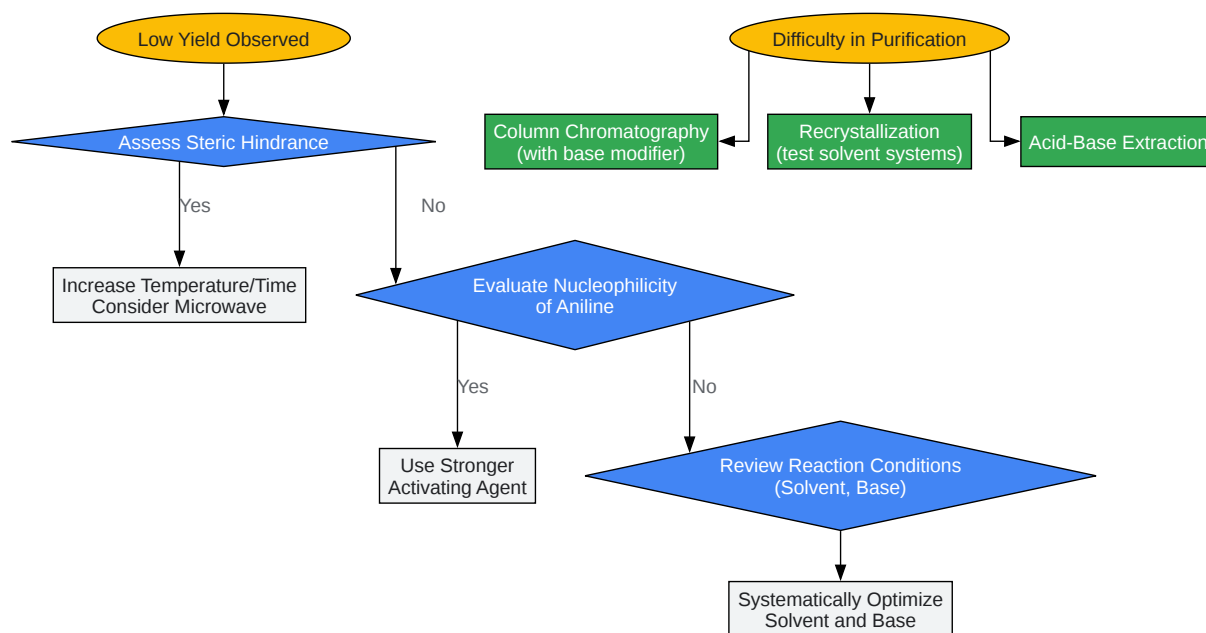 Low Yield Observed
Difficulty in Purification
Assess Steric Hindrance
Column Chromatography
(with base modifier)
Recrystallization
(test solvent systems)
Acid-Base Extraction
Yes
No
Increase Temperature/Time
Consider Microwave
Evaluate Nucleophilicity
of Aniline
Yes
No
Use Stronger
Activating Agent
Review Reaction Conditions
(Solvent, Base)
Systematically Optimize
Solvent and Base